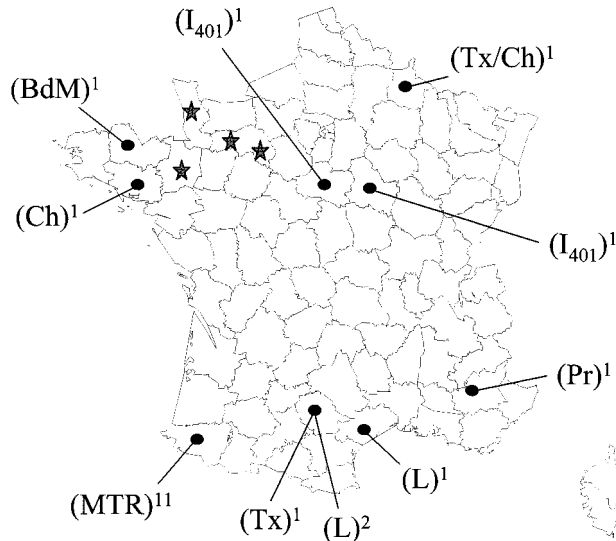 (I₄₀₁)¹
(Tx/Ch)¹
(BdM)¹
(Ch)¹
(I₄₀₁)¹
(Pr)¹
(L)¹
(MTR)¹¹
(Tx)¹
(L)²